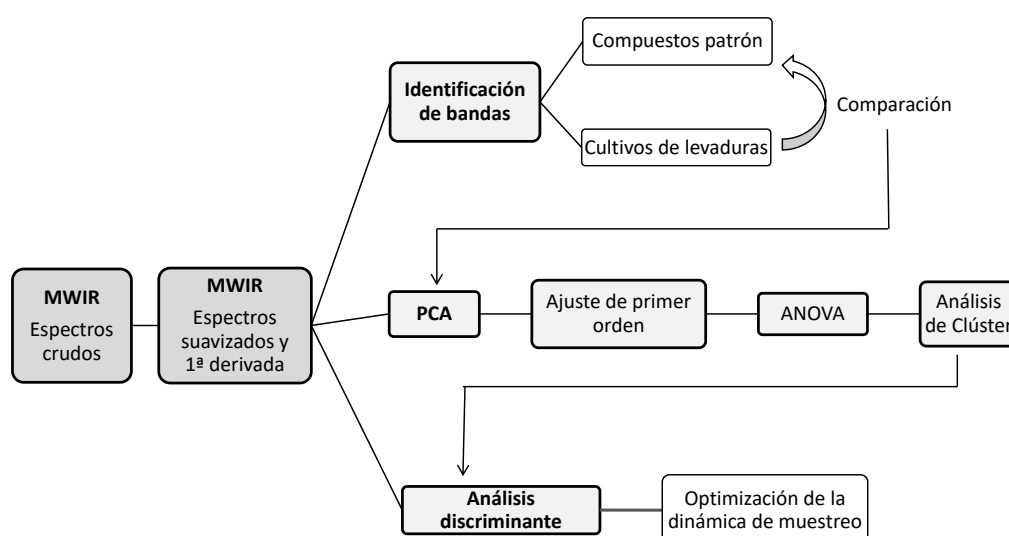 Compuestos patrón
Identificación
de bandas
Comparación
Cultivos de levaduras
MWIR
Espectros
crudos
MWIR
Espectros
suavizados y
1ª derivada
PCA
Ajuste de primer
orden
ANOVA
Análisis
de Clúster
Análisis
discriminante
Optimización de la
dinámica de muestreo